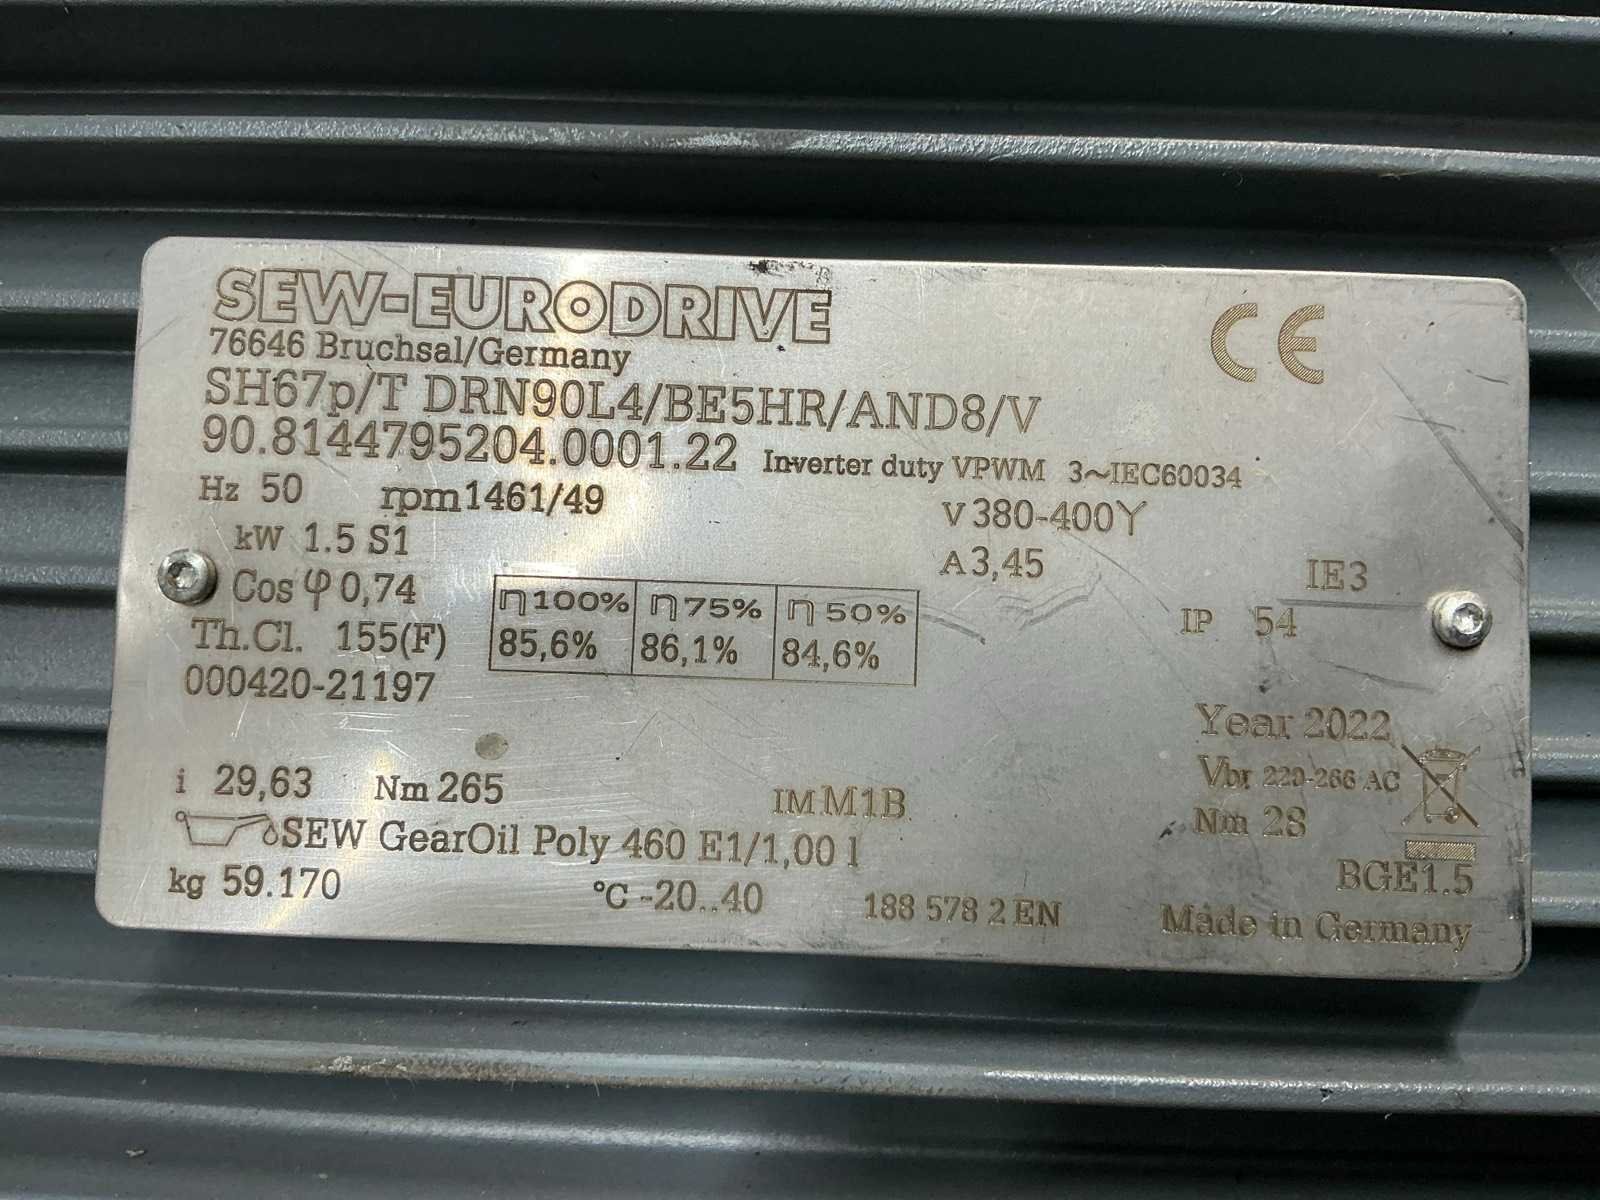 SEW-EURODRIVE
76646 Bruchsal/Germany
CE
SH67p/T DRN90L4/BE5HR/AND8/V
90.8144795204.0001.22 Inverter duty VPWM 3~IEC60034
Hz 50 rpm 1461/49 V 380-400Y
kW 1.5 S1 A 3,45 IE3
Cos φ 0,74 η100% η75% η50% IP 54
Th.Cl. 155(F) 85,6% 86,1% 84,6%
000420-21197
Year 2022
i 29,63 Nm 265 IM M1B Vbr 220-266 AC
SEW GearOil Poly 460 E1/1,00 l Nm 28
kg 59.170 °C -20..40 188 578 2 EN BGE1.5
Made in Germany